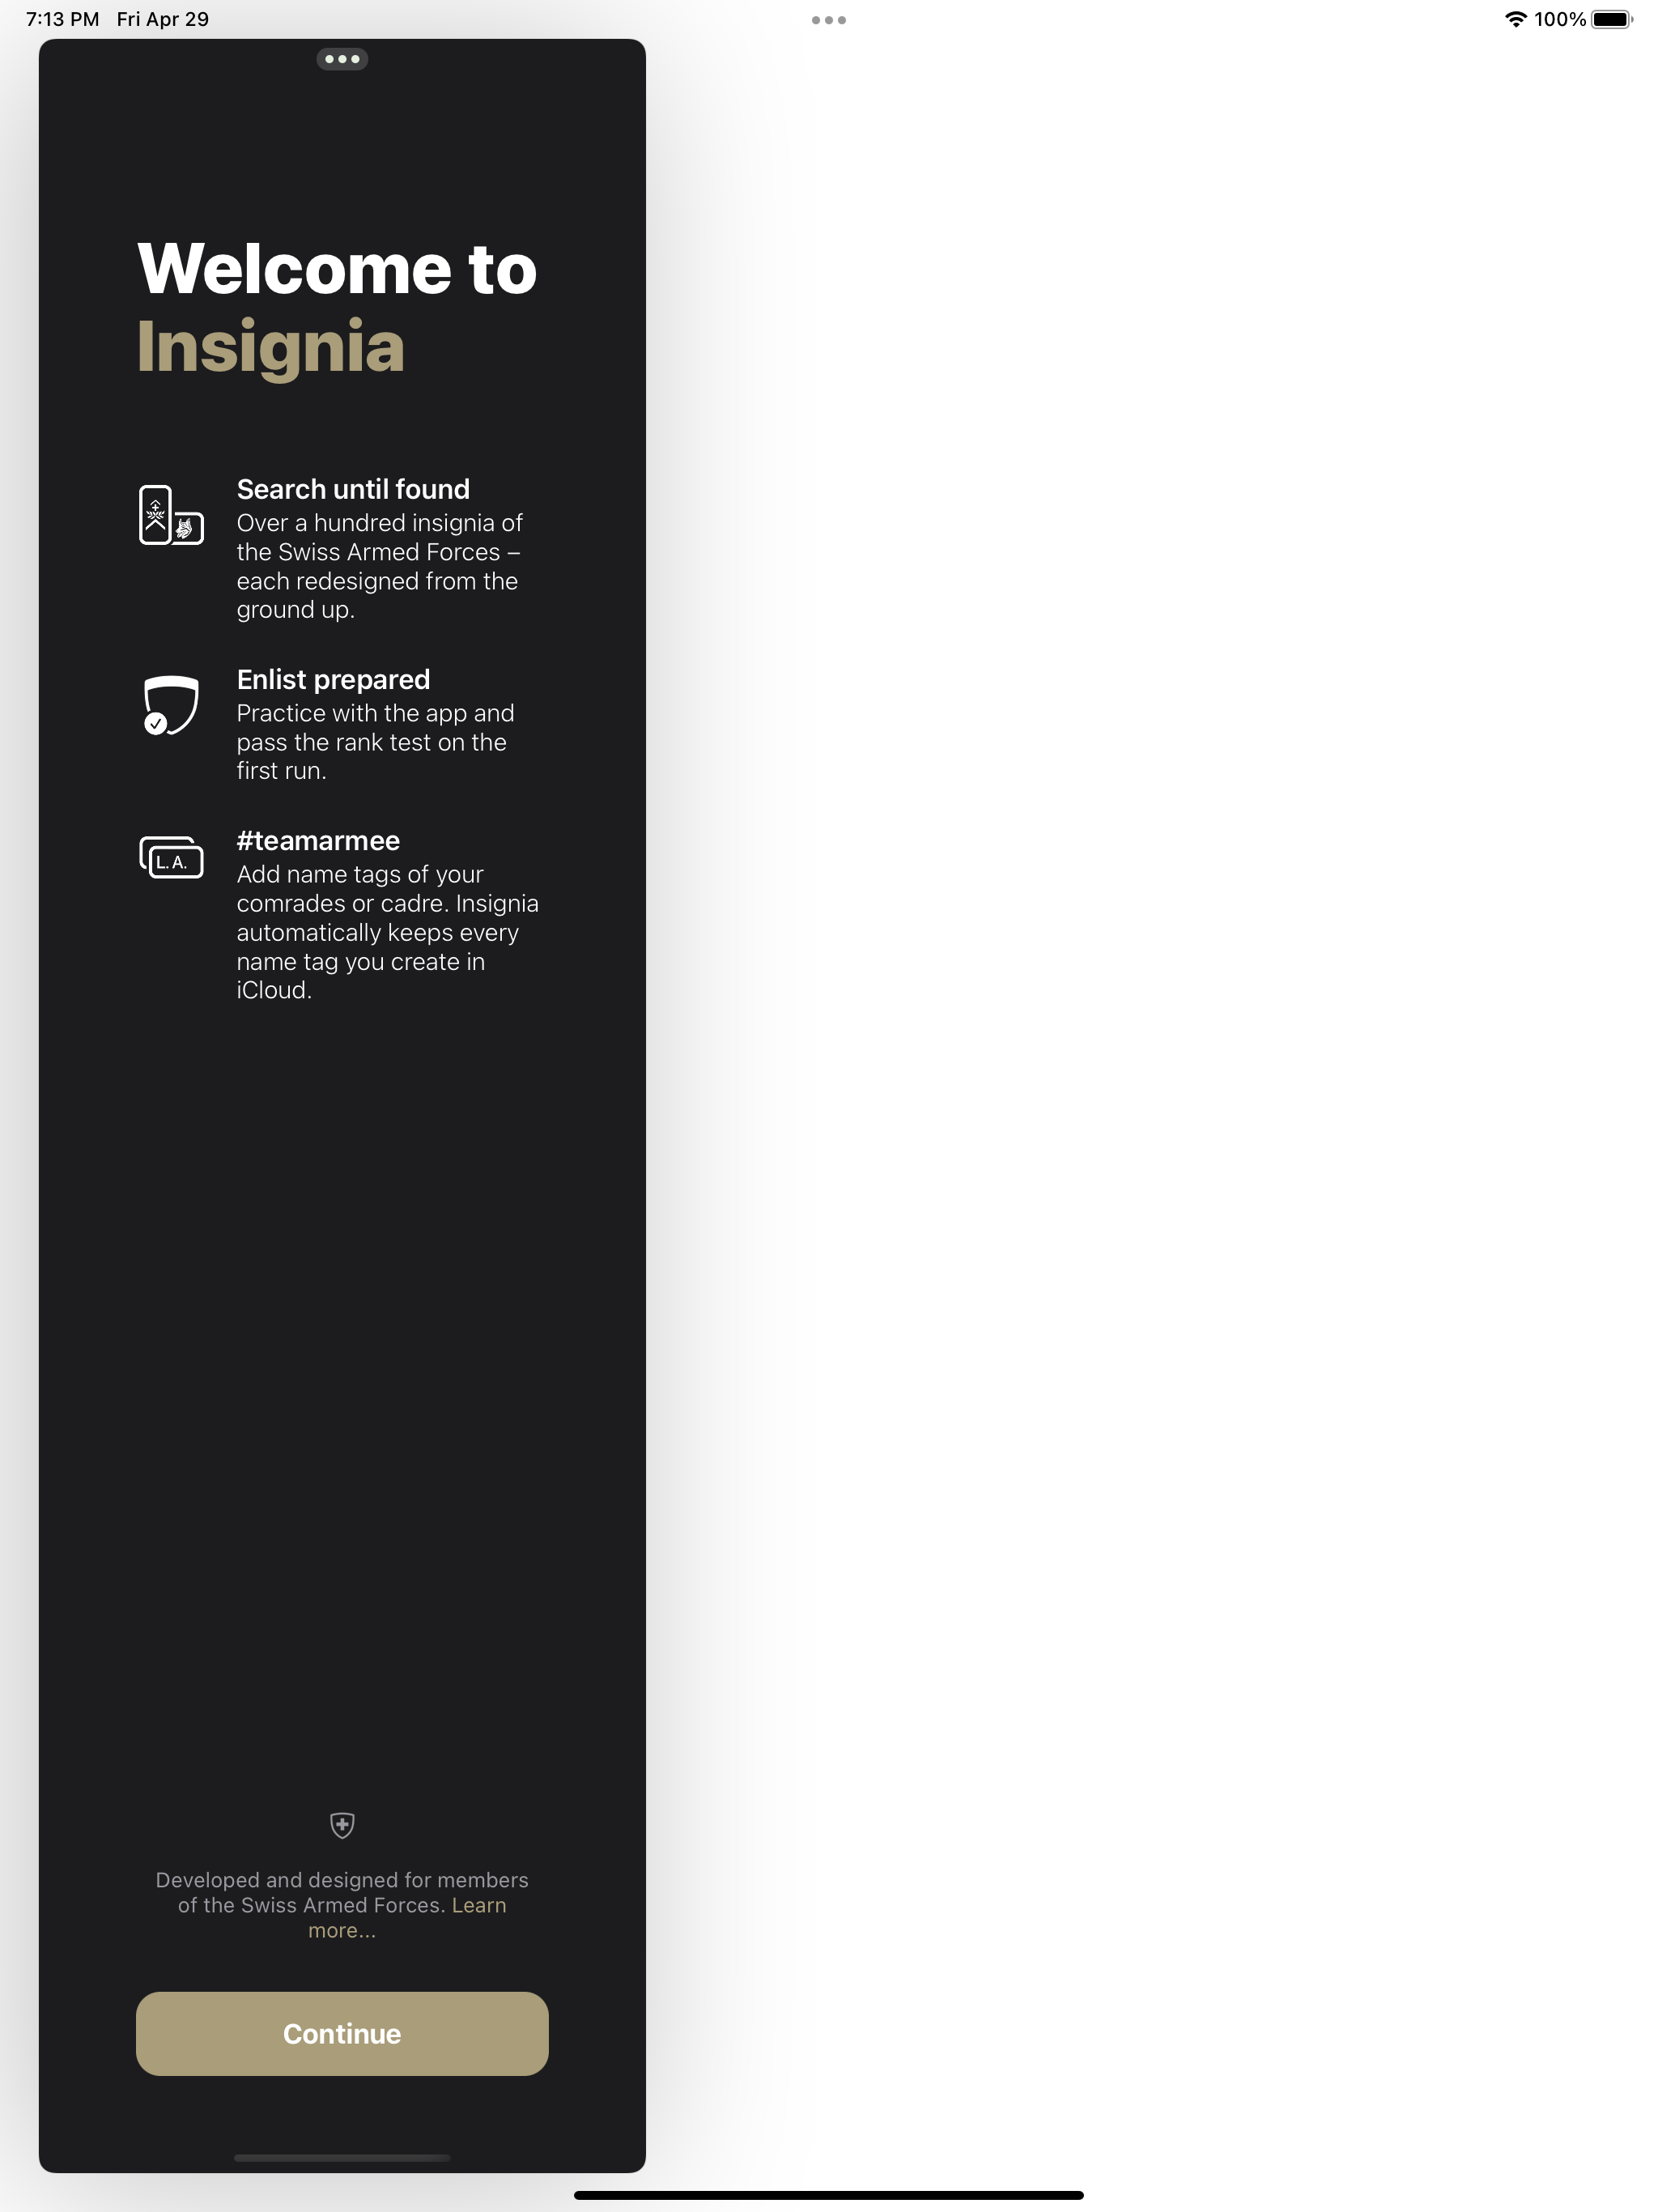 7:13 PM Fri Apr 29
100%
Welcome to
Insignia
Search until found
Over a hundred insignia of
the Swiss Armed Forces –
each redesigned from the
ground up.
Enlist prepared
Practice with the app and
pass the rank test on the
first run.
L. A.
#teamarmee
Add name tags of your
comrades or cadre. Insignia
automatically keeps every
name tag you create in
iCloud.
Developed and designed for members
of the Swiss Armed Forces. Learn
more...
Continue